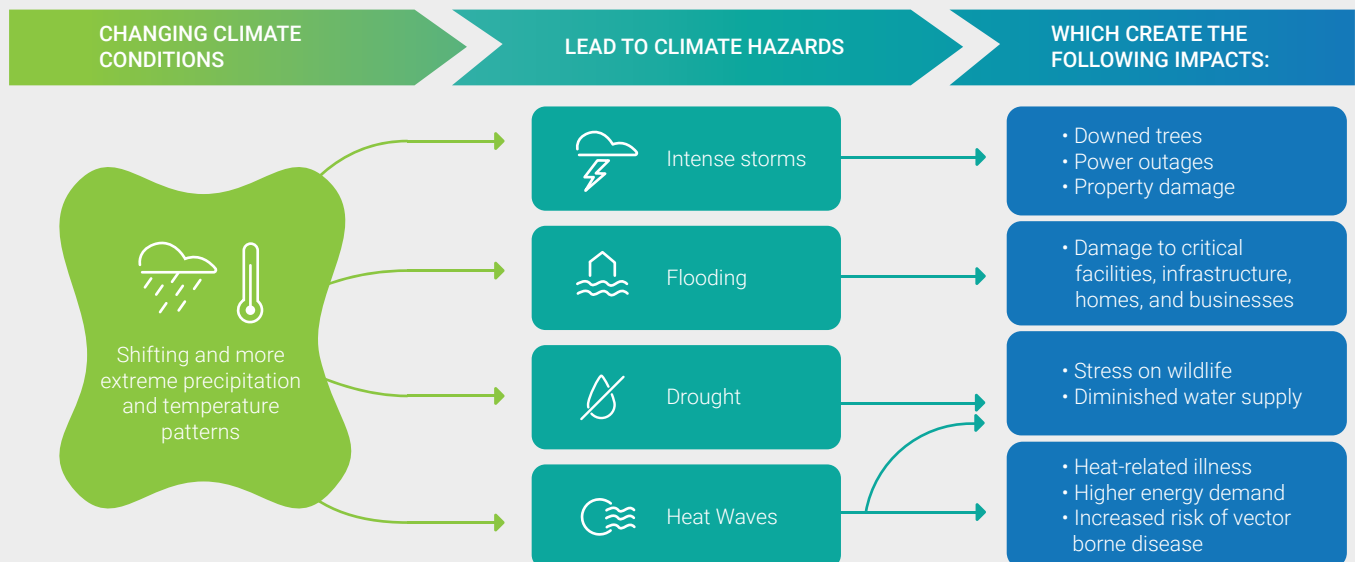 CHANGING CLIMATE
CONDITIONS
LEAD TO CLIMATE HAZARDS
WHICH CREATE THE
FOLLOWING IMPACTS:
Shifting and more
extreme precipitation
and temperature
patterns
Intense storms
Flooding
Drought
Heat Waves
• Downed trees
• Power outages
• Property damage
• Damage to critical
facilities, infrastructure,
homes, and businesses
• Stress on wildlife
• Diminished water supply
• Heat-related illness
• Higher energy demand
• Increased risk of vector
borne disease